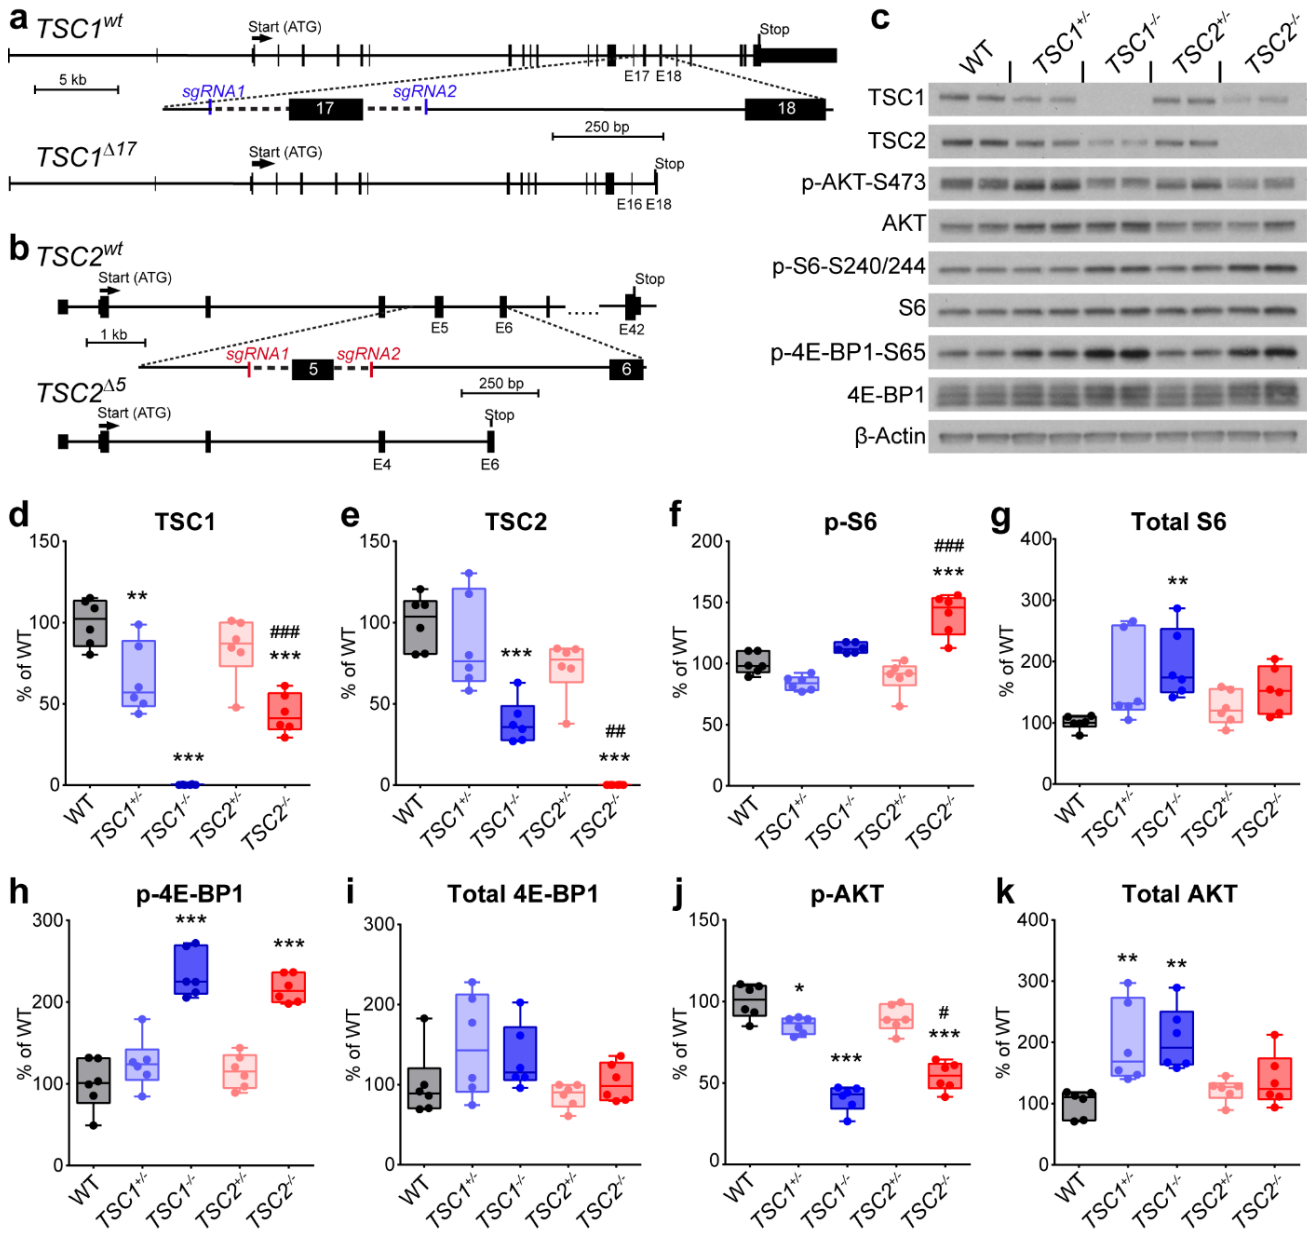 a
TSC1wt
Start (ATG)
Stop
5 kb
E17 E18
sgRNA1
sgRNA2
17
18
250 bp
TSC1Δ17
Start (ATG)
Stop
E16 E18
b
TSC2wt
Start (ATG)
Stop
1 kb
E5
E6
E42
sgRNA1
sgRNA2
5
6
250 bp
TSC2Δ5
Start (ATG)
Stop
E4
E6
c
WT
TSC1+/-
TSC1-/-
TSC2+/-
TSC2-/-
TSC1
TSC2
p-AKT-S473
AKT
p-S6-S240/244
S6
p-4E-BP1-S65
4E-BP1
β-Actin
d
TSC1
% of WT
150
100
50
0
**
***
###
***
WT
TSC1+/-
TSC1-/-
TSC2+/-
TSC2-/-
e
TSC2
% of WT
150
100
50
0
***
##
***
WT
TSC1+/-
TSC1-/-
TSC2+/-
TSC2-/-
f
p-S6
% of WT
200
150
100
50
0
###
***
WT
TSC1+/-
TSC1-/-
TSC2+/-
TSC2-/-
g
Total S6
% of WT
400
300
200
100
0
**
WT
TSC1+/-
TSC1-/-
TSC2+/-
TSC2-/-
h
p-4E-BP1
% of WT
300
200
100
0
***
***
WT
TSC1+/-
TSC1-/-
TSC2+/-
TSC2-/-
i
Total 4E-BP1
% of WT
300
200
100
0
WT
TSC1+/-
TSC1-/-
TSC2+/-
TSC2-/-
j
p-AKT
% of WT
150
100
50
0
*
***
#
***
WT
TSC1+/-
TSC1-/-
TSC2+/-
TSC2-/-
k
Total AKT
% of WT
400
300
200
100
0
**
**
WT
TSC1+/-
TSC1-/-
TSC2+/-
TSC2-/-